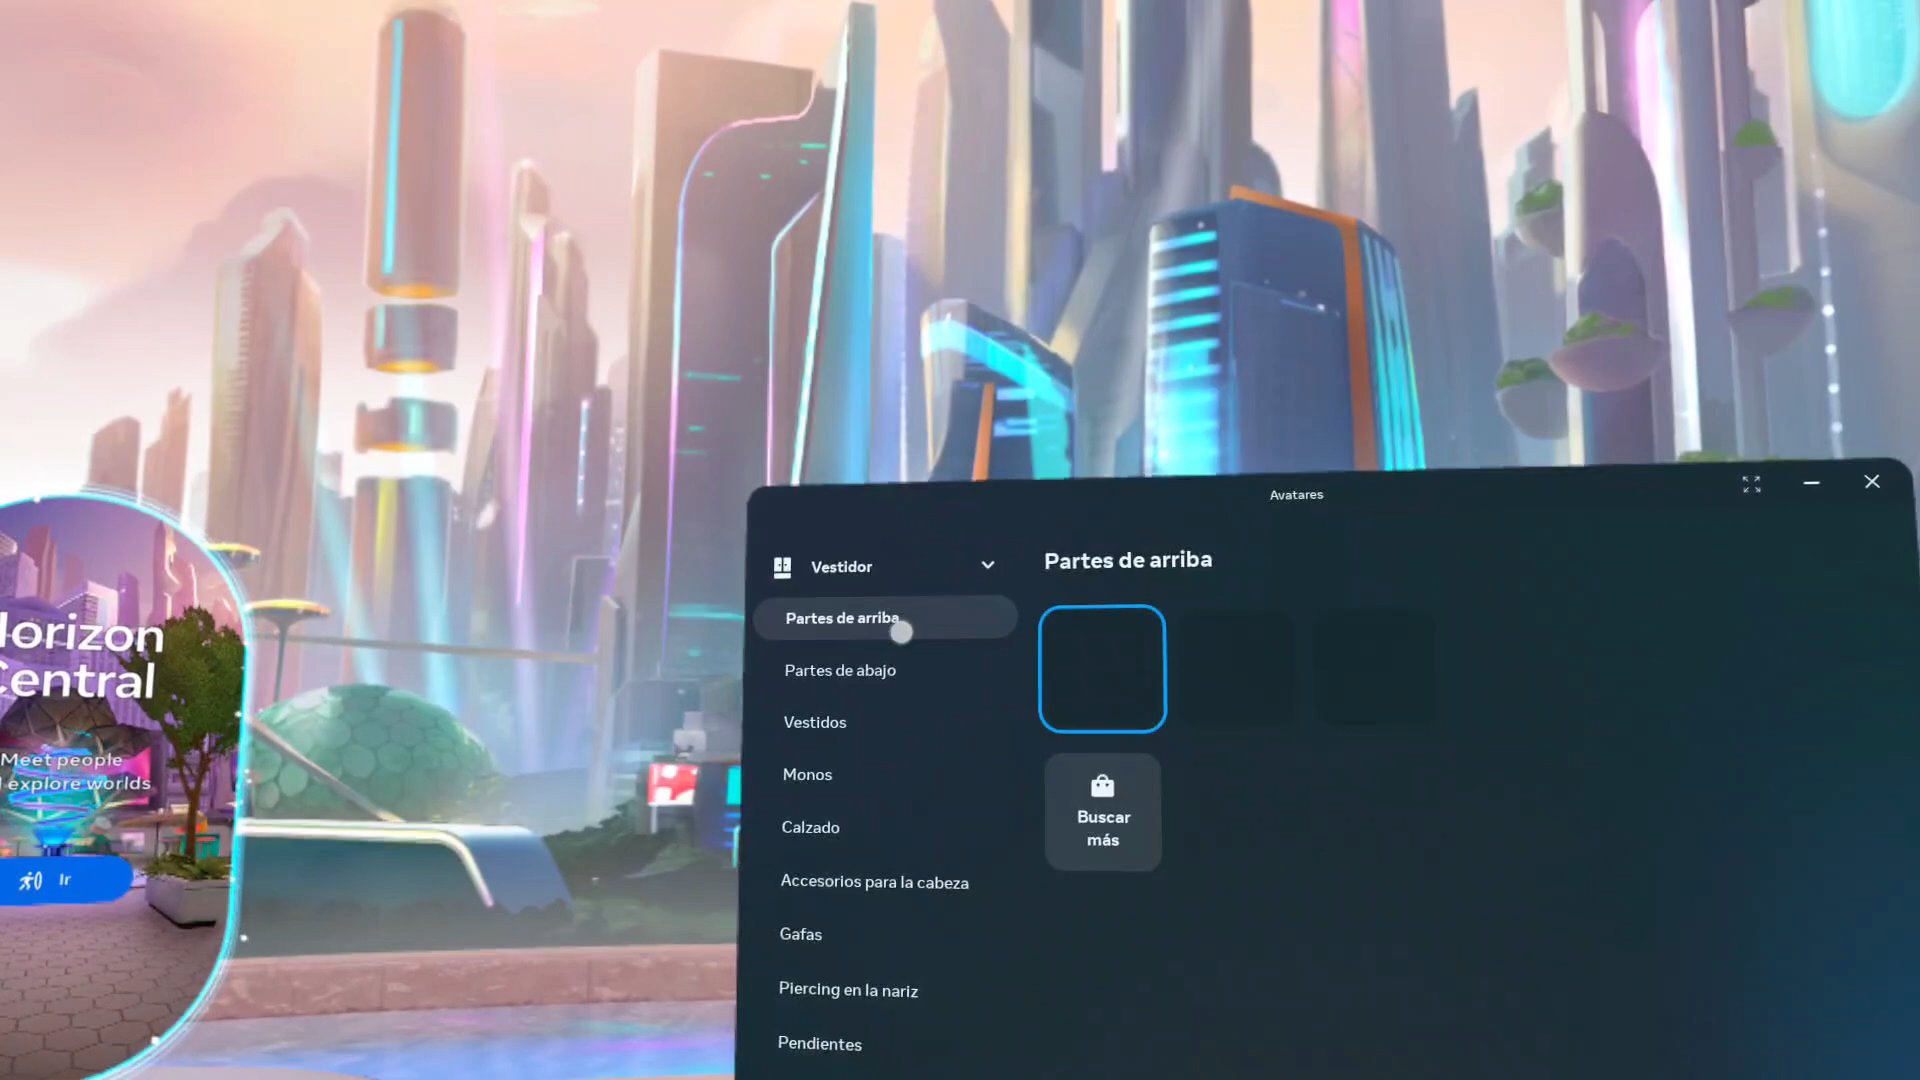 Avatares
Vestidor
Partes de arriba
Partes de abajo
Vestidos
Monos
Calzado
Accesorios para la cabeza
Gafas
Piercing en la nariz
Pendientes
Partes de arriba
Buscar
más
Central
Meet people
explore worlds
Ir